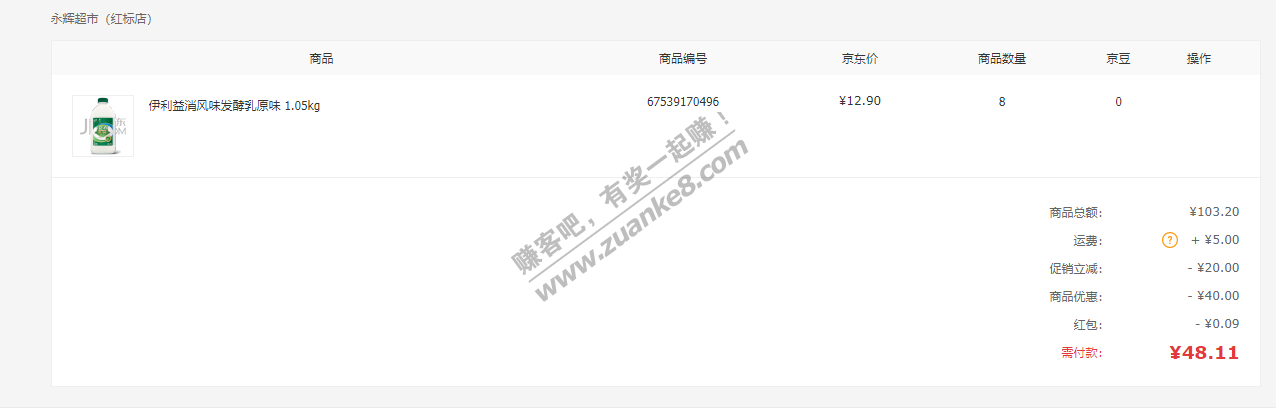 永辉超市（红标店）
商品 商品编号 京东价 商品数量 京豆 操作
伊利益消风味发酵乳原味 1.05kg 67539170496 ¥12.90 8 0
赚客吧，有奖一起赚！
www.zuanke8.com
商品总额: ¥103.20
运费: ? + ¥5.00
促销立减: - ¥20.00
商品优惠: - ¥40.00
红包: - ¥0.09
需付款: ¥48.11